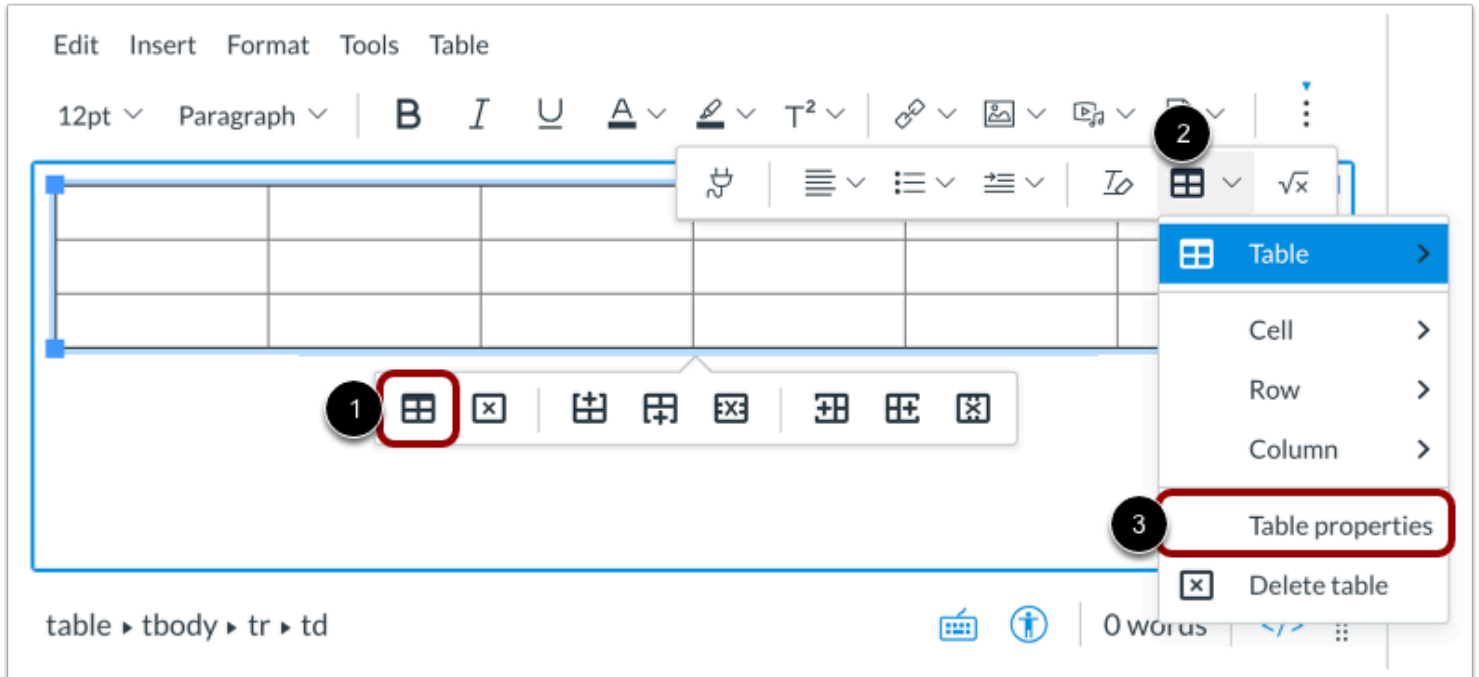 Edit Insert Format Tools Table
12pt Paragraph B I U A T²
2
√x
Table
Cell
1
Row
Column
3 Table properties
Delete table
table ▸ tbody ▸ tr ▸ td 0 words </>